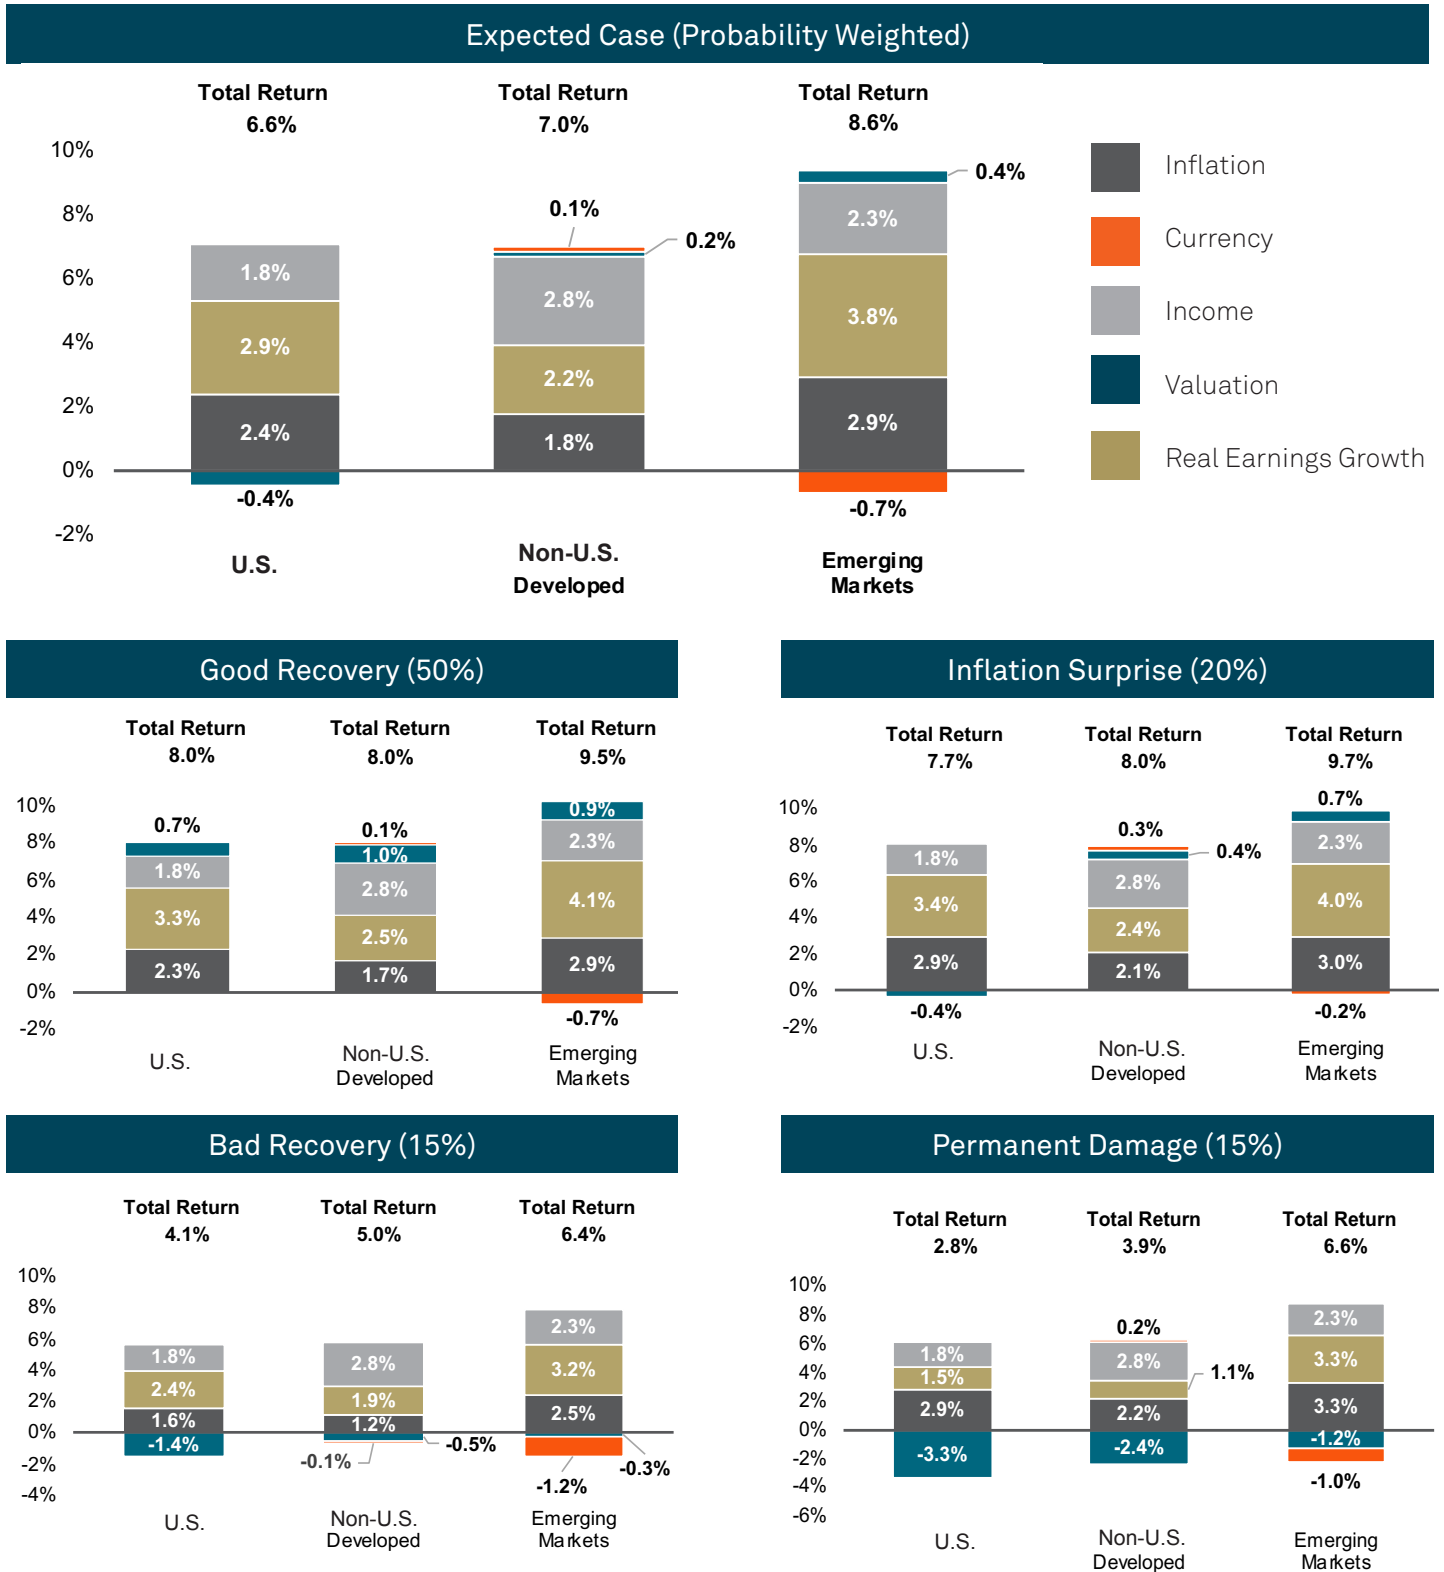 Expected Case (Probability Weighted)
Total Return Total Return Total Return
6.6% 7.0% 8.6%
10%
8%
6%
4%
2%
0%
-2%
1.8%
2.9%
2.4%
-0.4%
U.S.
0.1%
0.2%
2.8%
2.2%
1.8%
Non-U.S.
Developed
0.4%
2.3%
3.8%
2.9%
-0.7%
Emerging
Markets
Inflation
Currency
Income
Valuation
Real Earnings Growth
Good Recovery (50%)
Total Return Total Return Total Return
8.0% 8.0% 9.5%
10%
8%
6%
4%
2%
0%
-2%
0.7%
1.8%
3.3%
2.3%
U.S.
0.1%
1.0%
2.8%
2.5%
1.7%
Non-U.S.
Developed
0.9%
2.3%
4.1%
2.9%
-0.7%
Emerging
Markets
Inflation Surprise (20%)
Total Return Total Return Total Return
7.7% 8.0% 9.7%
10%
8%
6%
4%
2%
0%
-2%
1.8%
3.4%
2.9%
-0.4%
U.S.
0.3%
0.4%
2.8%
2.4%
2.1%
Non-U.S.
Developed
0.7%
2.3%
4.0%
3.0%
-0.2%
Emerging
Markets
Bad Recovery (15%)
Total Return Total Return Total Return
4.1% 5.0% 6.4%
10%
8%
6%
4%
2%
0%
-2%
-4%
1.8%
2.4%
1.6%
-1.4%
U.S.
2.8%
1.9%
1.2%
-0.5%
-0.1%
Non-U.S.
Developed
2.3%
3.2%
2.5%
-0.3%
-1.2%
Emerging
Markets
Permanent Damage (15%)
Total Return Total Return Total Return
2.8% 3.9% 6.6%
10%
8%
6%
4%
2%
0%
-2%
-4%
-6%
1.8%
1.5%
2.9%
-3.3%
U.S.
0.2%
2.8%
1.1%
2.2%
-2.4%
Non-U.S.
Developed
2.3%
3.3%
3.3%
-1.2%
-1.0%
Emerging
Markets